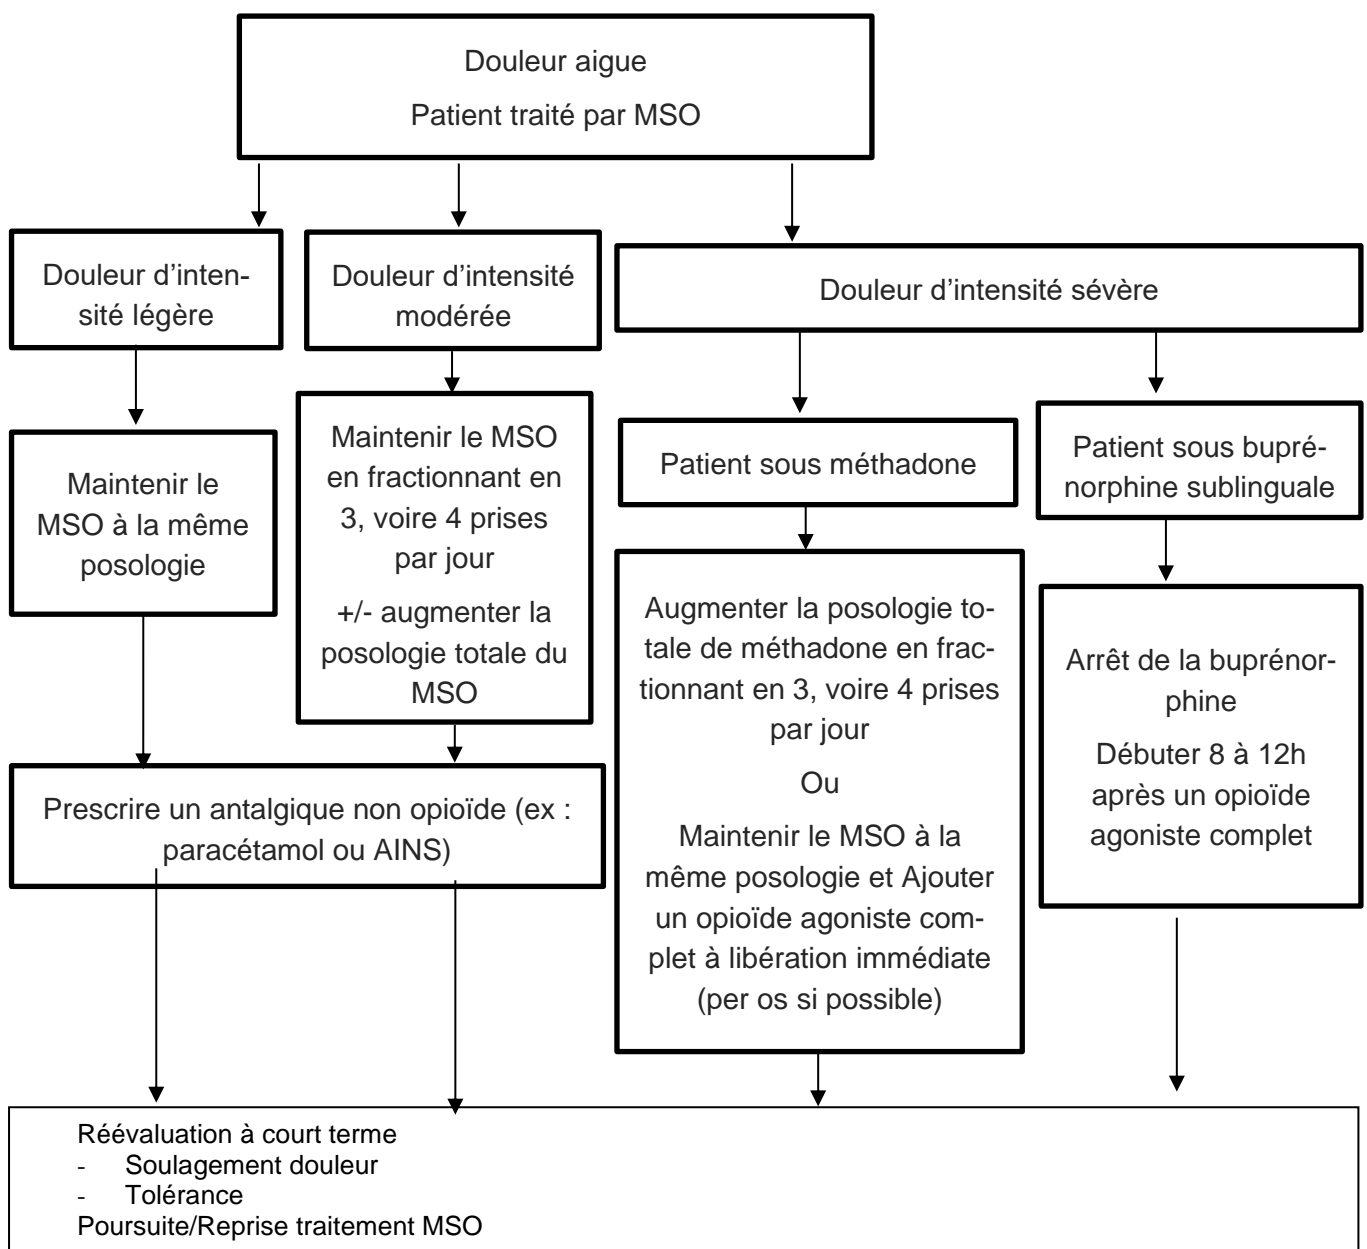 Douleur aigue
Patient traité par MSO
Douleur d'inten-
sité légère
Douleur d'intensité
modérée
Douleur d'intensité sévère
Maintenir le
MSO à la même
posologie
Maintenir le MSO
en fractionnant en
3, voire 4 prises
par jour
+/- augmenter la
posologie totale du
MSO
Patient sous méthadone
Patient sous bupré-
norphine sublinguale
Prescrire un antalgique non opioïde (ex :
paracétamol ou AINS)
Augmenter la posologie to-
tale de méthadone en frac-
tionnant en 3, voire 4 prises
par jour
Ou
Maintenir le MSO à la
même posologie et Ajouter
un opioïde agoniste com-
plet à libération immédiate
(per os si possible)
Arrêt de la buprénor-
phine
Débuter 8 à 12h
après un opioïde
agoniste complet
Réévaluation à court terme
- Soulagement douleur
- Tolérance
Poursuite/Reprise traitement MSO